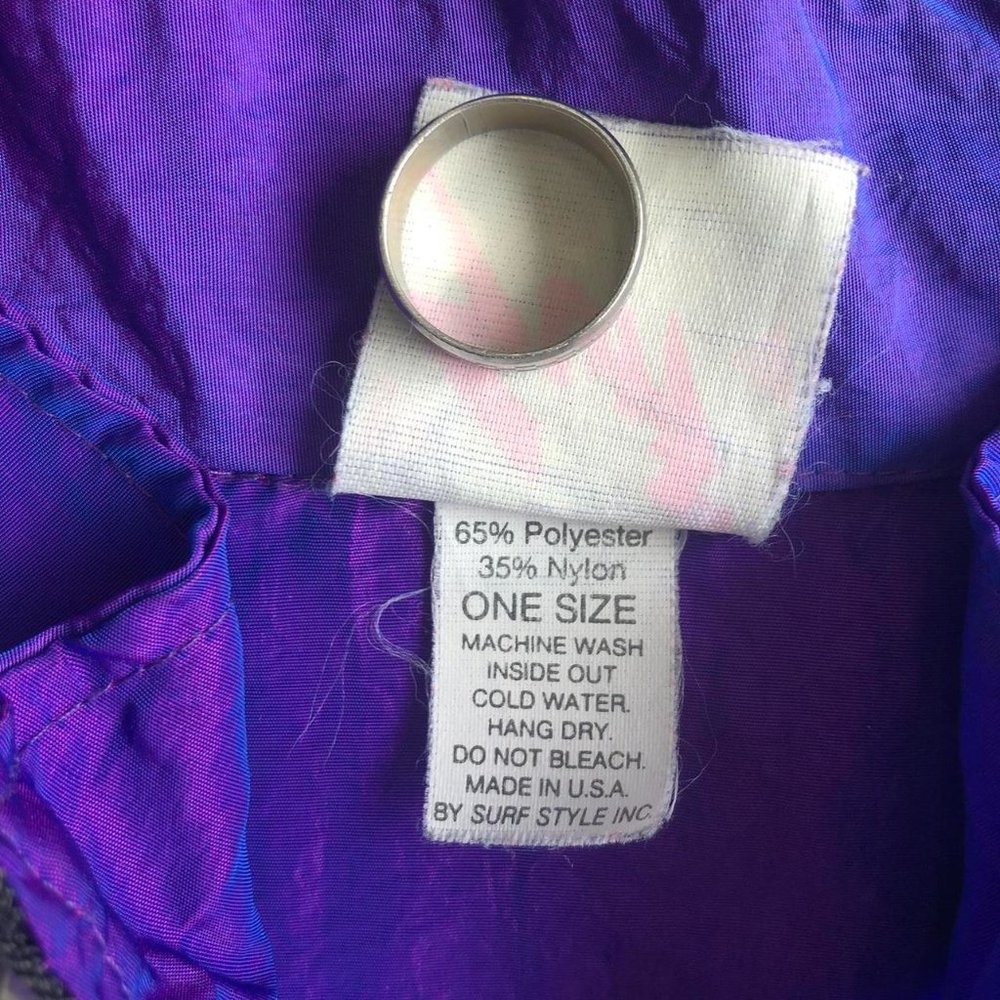 65% Polyester
35% Nylon
ONE SIZE
MACHINE WASH
INSIDE OUT
COLD WATER.
HANG DRY.
DO NOT BLEACH.
MADE IN U.S.A.
BY SURF STYLE INC.